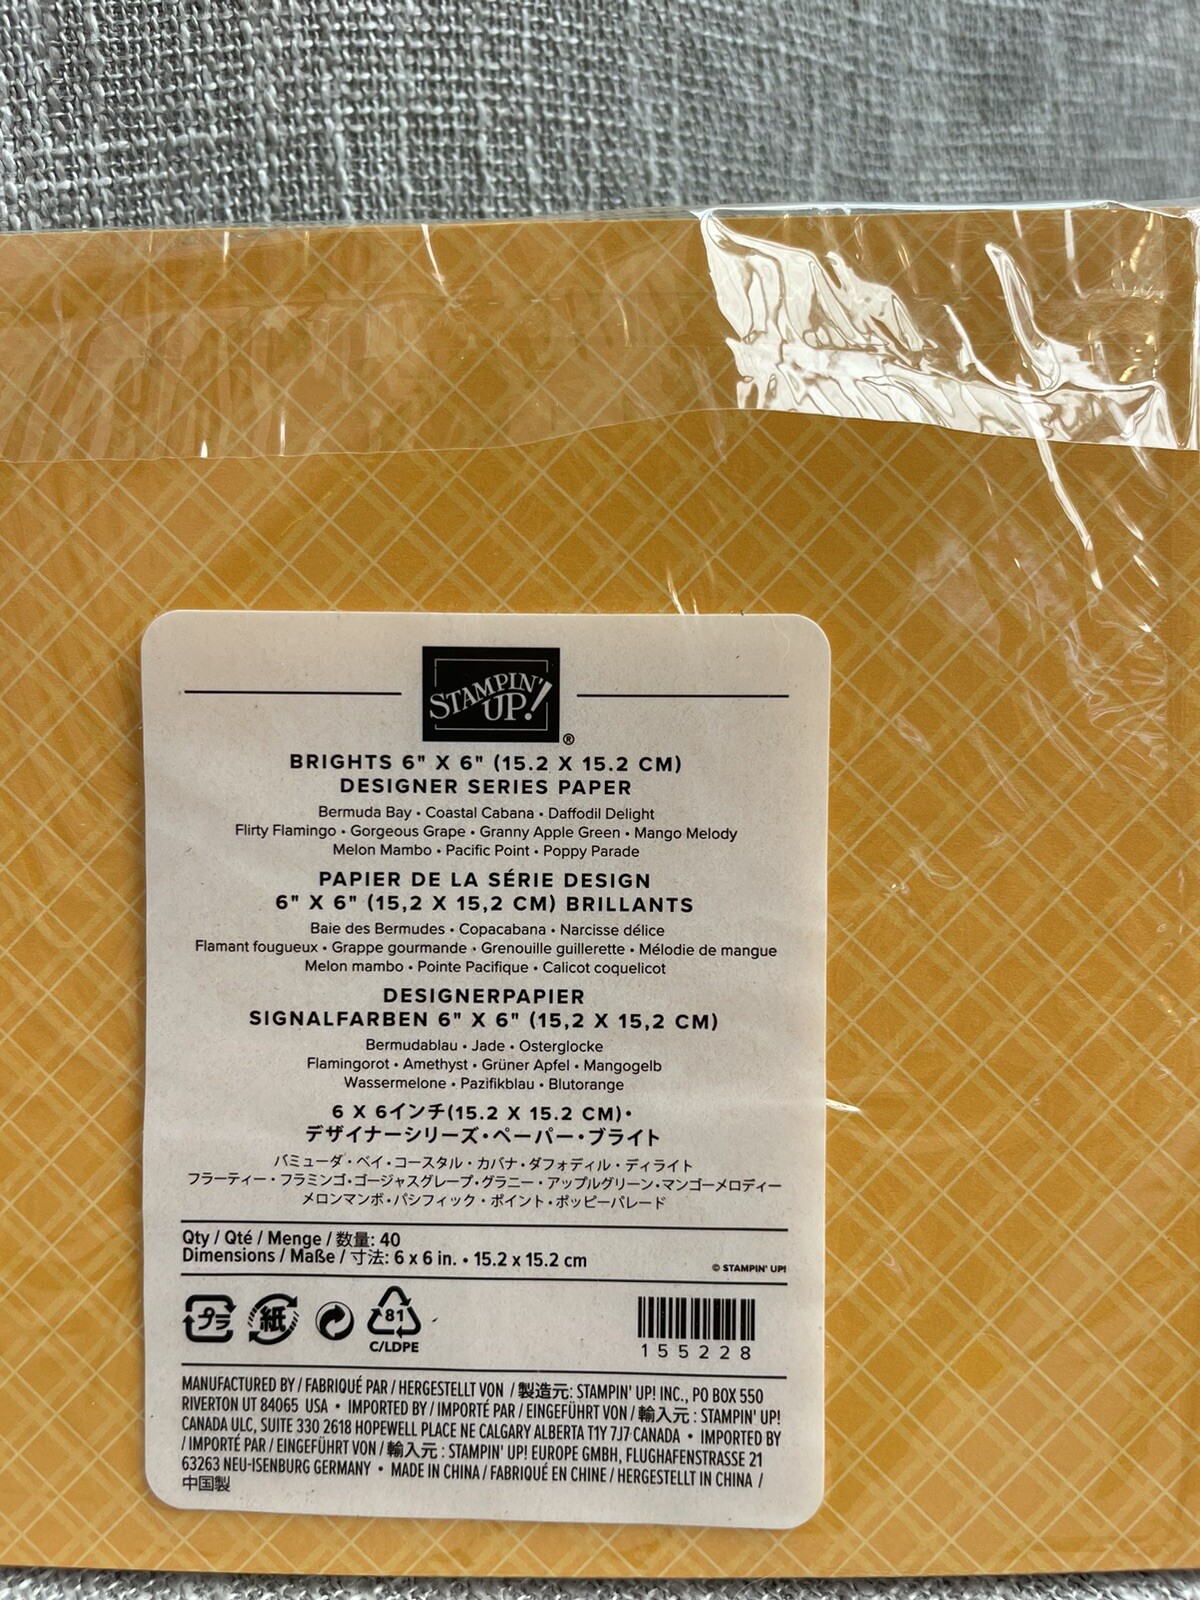 STAMPIN' UP!®
BRIGHTS 6" X 6" (15.2 X 15.2 CM)
DESIGNER SERIES PAPER
Bermuda Bay • Coastal Cabana • Daffodil Delight
Flirty Flamingo • Gorgeous Grape • Granny Apple Green • Mango Melody
Melon Mambo • Pacific Point • Poppy Parade
PAPIER DE LA SÉRIE DESIGN
6" X 6" (15,2 X 15,2 CM) BRILLANTS
Baie des Bermudes • Copacabana • Narcisse délice
Flamant fougueux • Grappe gourmande • Grenouille guillerette • Mélodie de mangue
Melon mambo • Pointe Pacifique • Calicot coquelicot
DESIGNERPAPIER
SIGNALFARBEN 6" X 6" (15,2 X 15,2 CM)
Bermudablau • Jade • Osterglocke
Flamingorot • Amethyst • Grüner Apfel • Mangogelb
Wassermelone • Pazifikblau • Blutorange
6 X 6インチ(15.2 X 15.2 CM)・
デザイナーシリーズ・ペーパー・ブライト
バミューダ・ベイ・コースタル・カバナ・ダフォディル・ディライト
フラーティー・フラミンゴ・ゴージャスグレープ・グラニー・アップルグリーン・マンゴーメロディー
メロンマンボ・パシフィック・ポイント・ポッピーパレード
Qty / Qté / Menge / 数量: 40
Dimensions / Maße / 寸法: 6 x 6 in. • 15.2 x 15.2 cm
© STAMPIN' UP!
プラ 紙 81
C/LDPE
155228
MANUFACTURED BY / FABRIQUÉ PAR / HERGESTELLT VON / 製造元: STAMPIN' UP! INC., PO BOX 550
RIVERTON UT 84065 USA • IMPORTED BY / IMPORTÉ PAR / EINGEFÜHRT VON / 輸入元 : STAMPIN' UP!
CANADA ULC, SUITE 330 2618 HOPEWELL PLACE NE CALGARY ALBERTA T1Y 7J7 CANADA • IMPORTED BY
/ IMPORTÉ PAR / EINGEFÜHRT VON / 輸入元 : STAMPIN' UP! EUROPE GMBH, FLUGHAFENSTRASSE 21
63263 NEU-ISENBURG GERMANY • MADE IN CHINA / FABRIQUÉ EN CHINE / HERGESTELLT IN CHINA /
中国製